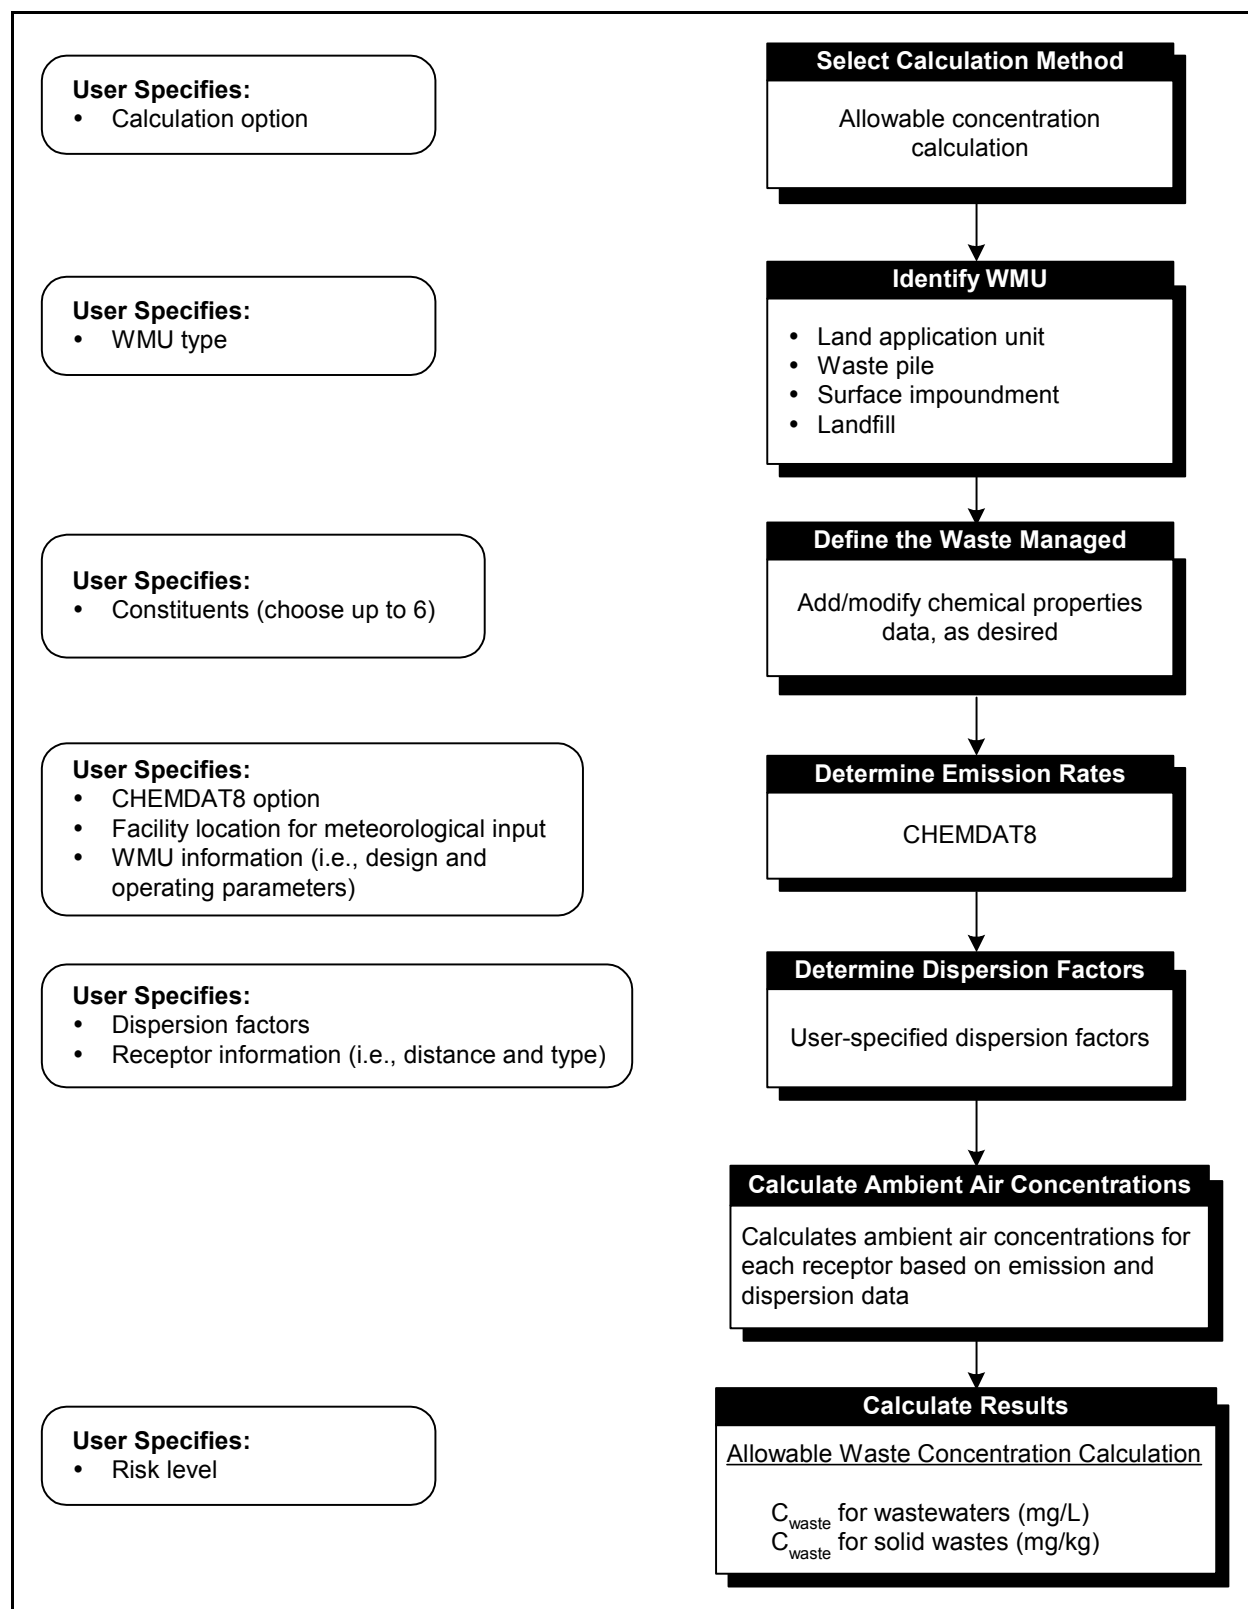 User Specifies:
• Calculation option
Select Calculation Method
Allowable concentration
calculation
User Specifies:
• WMU type
Identify WMU
• Land application unit
• Waste pile
• Surface impoundment
• Landfill
User Specifies:
• Constituents (choose up to 6)
Define the Waste Managed
Add/modify chemical properties
data, as desired
User Specifies:
• CHEMDAT8 option
• Facility location for meteorological input
• WMU information (i.e., design and
operating parameters)
Determine Emission Rates
CHEMDAT8
User Specifies:
• Dispersion factors
• Receptor information (i.e., distance and type)
Determine Dispersion Factors
User-specified dispersion factors
Calculate Ambient Air Concentrations
Calculates ambient air concentrations for
each receptor based on emission and
dispersion data
User Specifies:
• Risk level
Calculate Results
Allowable Waste Concentration Calculation
Cwaste for wastewaters (mg/L)
Cwaste for solid wastes (mg/kg)